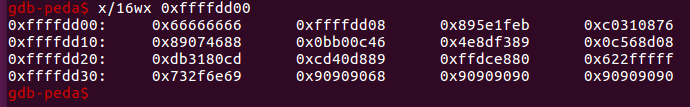 gdb-peda$ x/16wx 0xffffdd00
0xffffdd00: 0x66666666 0xffffdd08 0x895e1feb 0xc0310876
0xffffdd10: 0x89074688 0x0bb00c46 0x4e8df389 0x0c568d08
0xffffdd20: 0xdb3180cd 0xcd40d889 0xffdce880 0x622fffff
0xffffdd30: 0x732f6e69 0x90909068 0x90909090 0x90909090
gdb-peda$